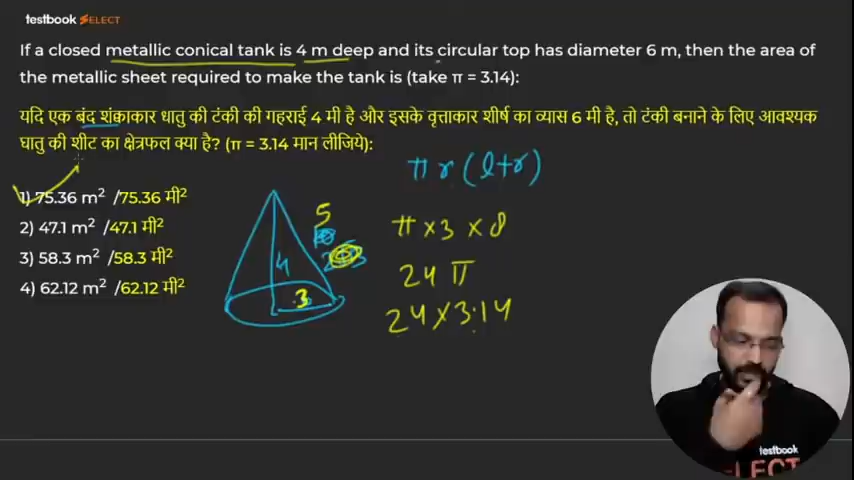 testbook SELECT
If a closed metallic conical tank is 4 m deep and its circular top has diameter 6 m, then the area of
the metallic sheet required to make the tank is (take π = 3.14):
यदि एक बंद शंकाकार धातु की टंकी की गहराई 4 मी है और इसके वृत्ताकार शीर्ष का व्यास 6 मी है, तो टंकी बनाने के लिए आवश्यक
धातु की शीट का क्षेत्रफल क्या है? (π = 3.14 मान लीजिये):
1) 75.36 m² /75.36 मी²
2) 47.1 m² /47.1 मी²
3) 58.3 m² /58.3 मी²
4) 62.12 m² /62.12 मी²
5
4
3
π r (l+r)
π × 3 × 8
24 π
24 × 3.14
testbook
SELECT